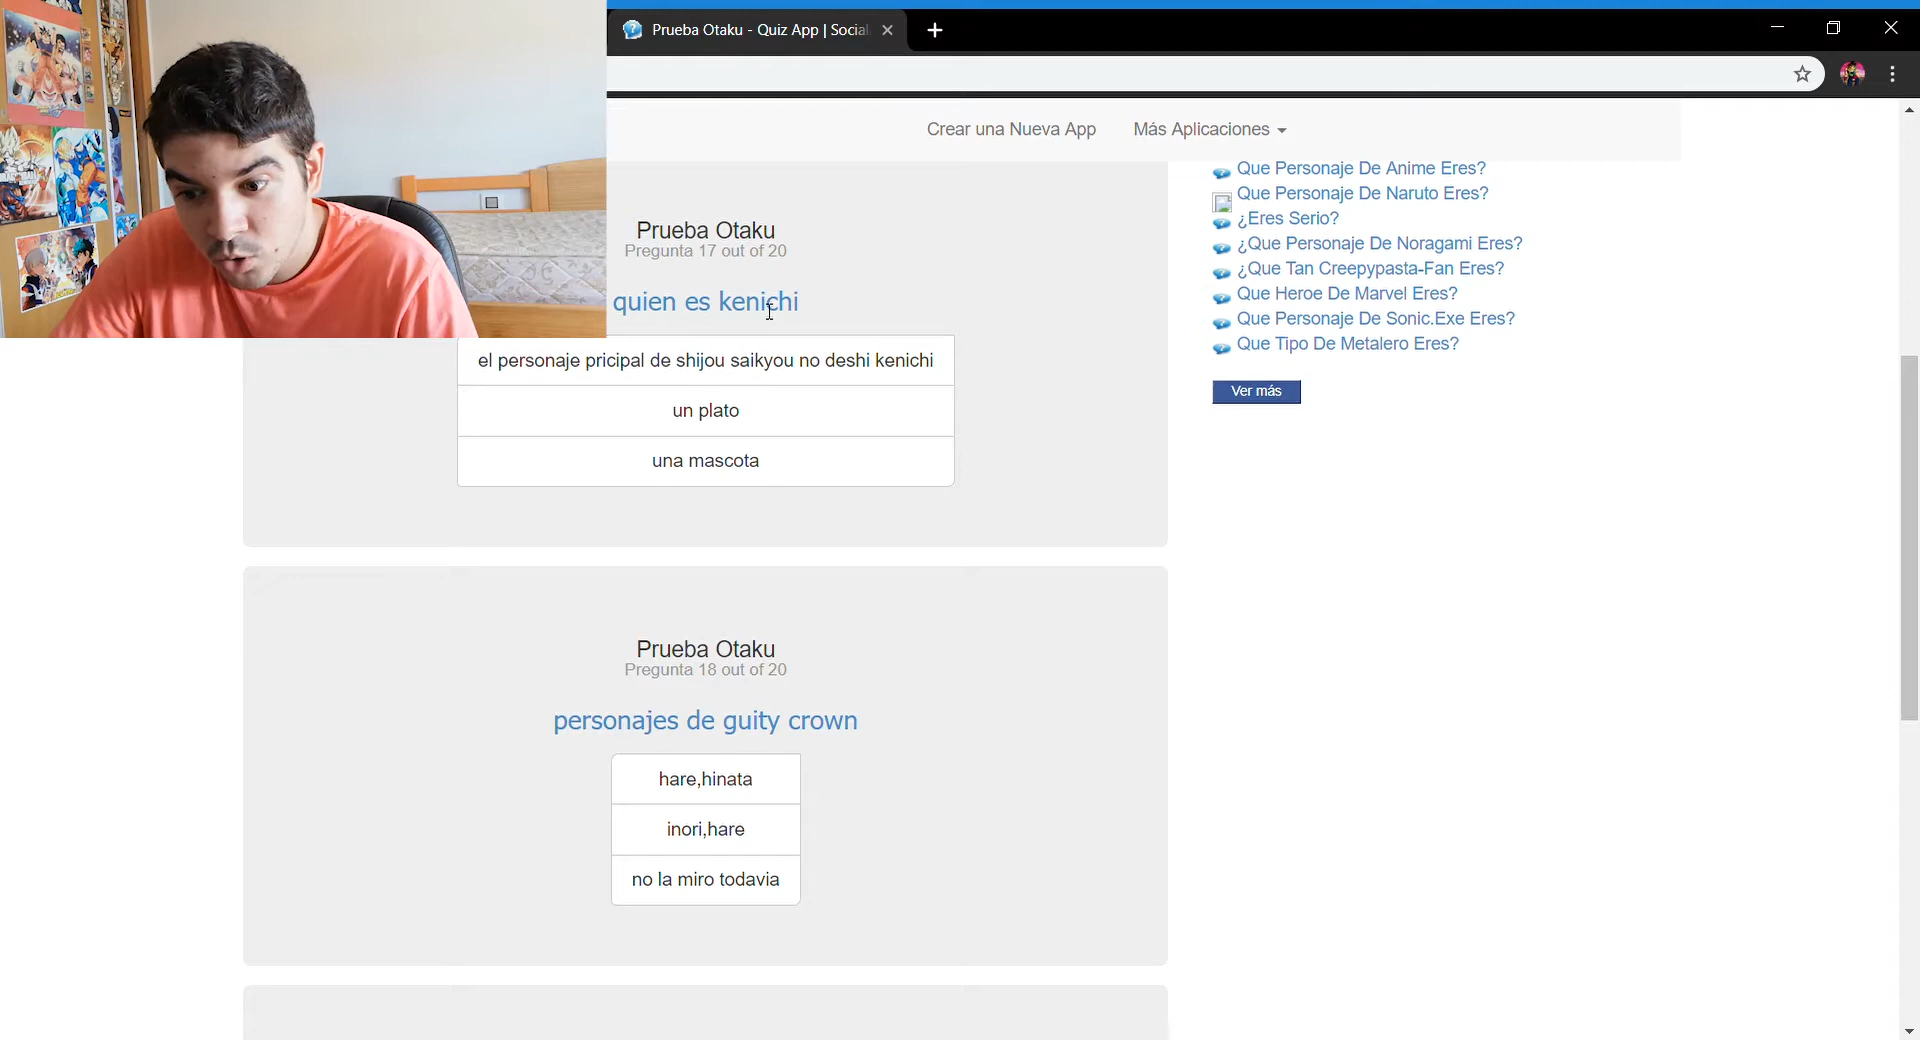 Prueba Otaku - Quiz App | Social
Crear una Nueva App
Más Aplicaciones
Que Personaje De Anime Eres?
Que Personaje De Naruto Eres?
¿Eres Serio?
¿Que Personaje De Noragami Eres?
¿Que Tan Creepypasta-Fan Eres?
Que Heroe De Marvel Eres?
Que Personaje De Sonic.Exe Eres?
Que Tipo De Metalero Eres?
Ver más
Prueba Otaku
Pregunta 17 out of 20
quien es kenichi
el personaje pricipal de shijou saikyou no deshi kenichi
un plato
una mascota
Prueba Otaku
Pregunta 18 out of 20
personajes de guity crown
hare,hinata
inori,hare
no la miro todavia